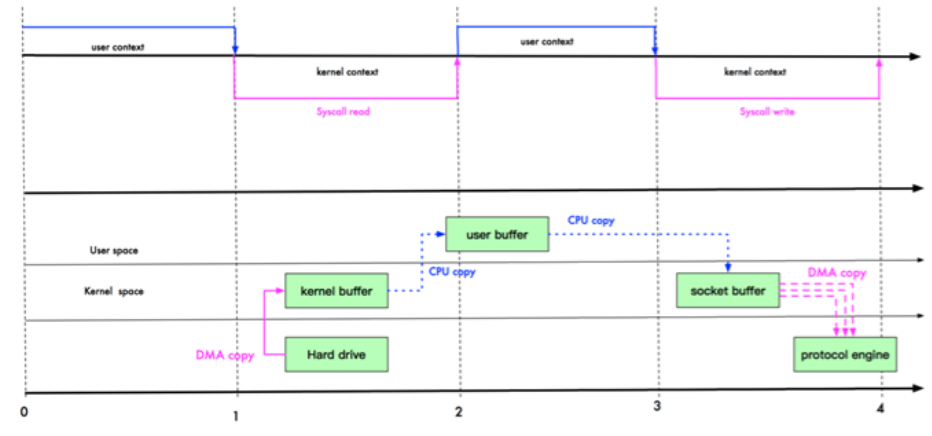 user context
user context
kernel context
kernel context
Syscall read
Syscall write
CPU copy
user buffer
User space
CPU copy
DMA copy
Kernel space
kernel buffer
socket buffer
DMA copy
Hard drive
protocol engine
0
1
2
3
4